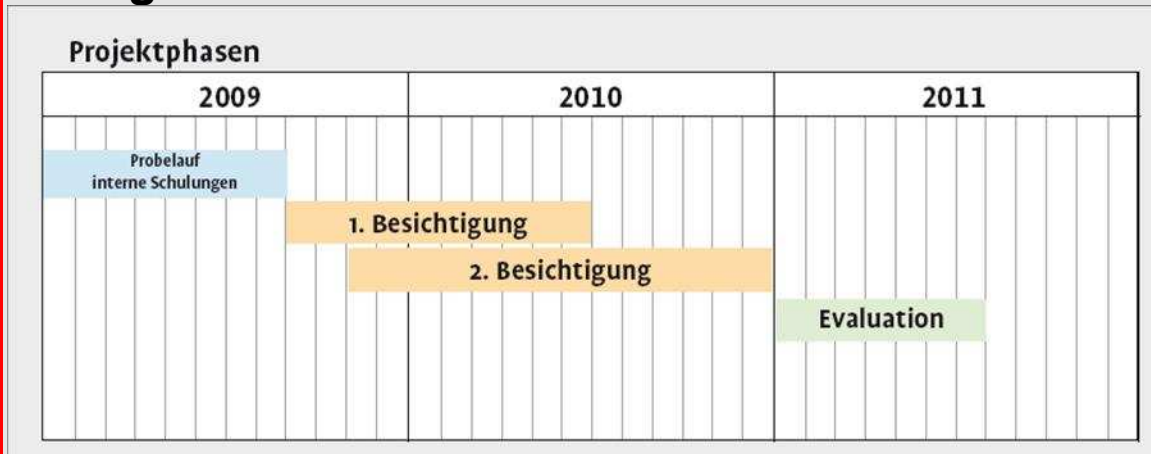 Projektphasen
2009 2010 2011
Probelauf
interne Schulungen
1. Besichtigung
2. Besichtigung
Evaluation